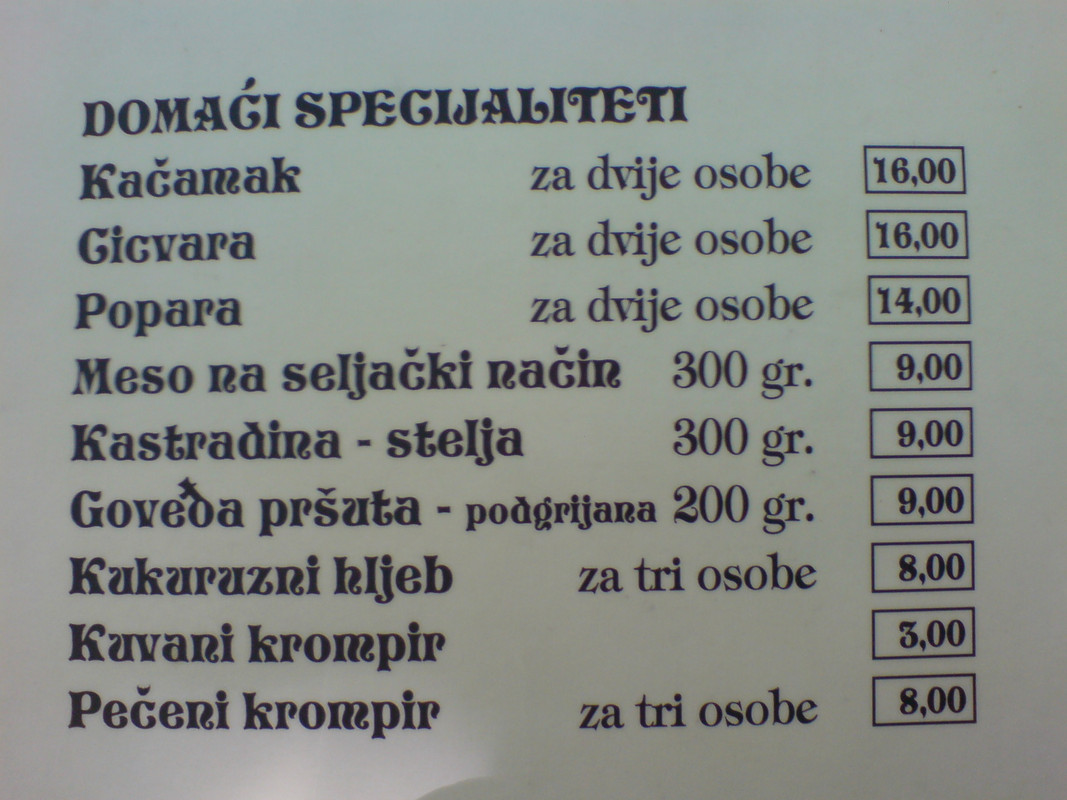 DOMAĆI SPECIJALITETI
Kačamak za dvije osobe 16,00
Cicvara za dvije osobe 16,00
Popara za dvije osobe 14,00
Meso na seljački način 300 gr. 9,00
Kastradina - stelja 300 gr. 9,00
Goveđa pršuta - podgrijana 200 gr. 9,00
Kukuruzni hljeb za tri osobe 8,00
Kuvani krompir 3,00
Pečeni krompir za tri osobe 8,00